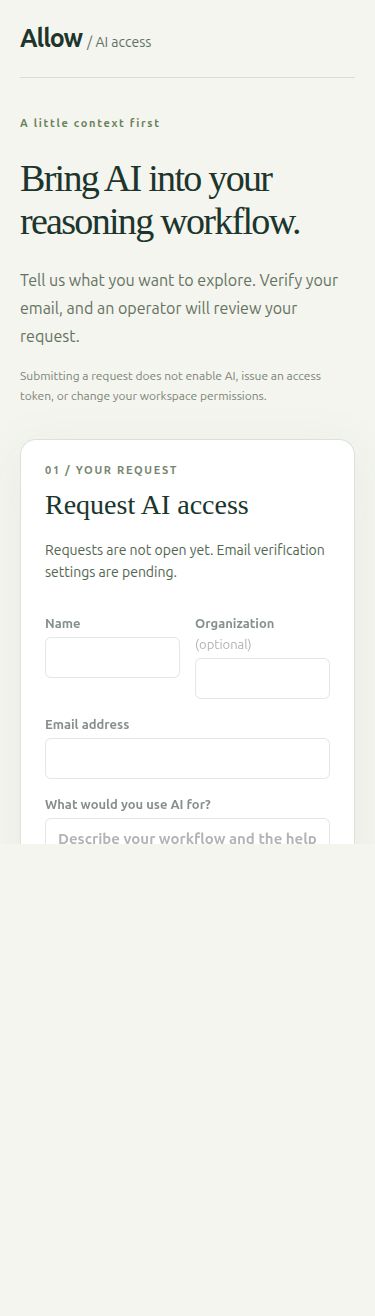 Allow / AI access
A little context first
Bring AI into your
reasoning workflow.
Tell us what you want to explore. Verify your
email, and an operator will review your
request.
Submitting a request does not enable AI, issue an access
token, or change your workspace permissions.
01 / YOUR REQUEST
Request AI access
Requests are not open yet. Email verification
settings are pending.
Name
Organization
(optional)
Email address
What would you use AI for?
Describe your workflow and the help